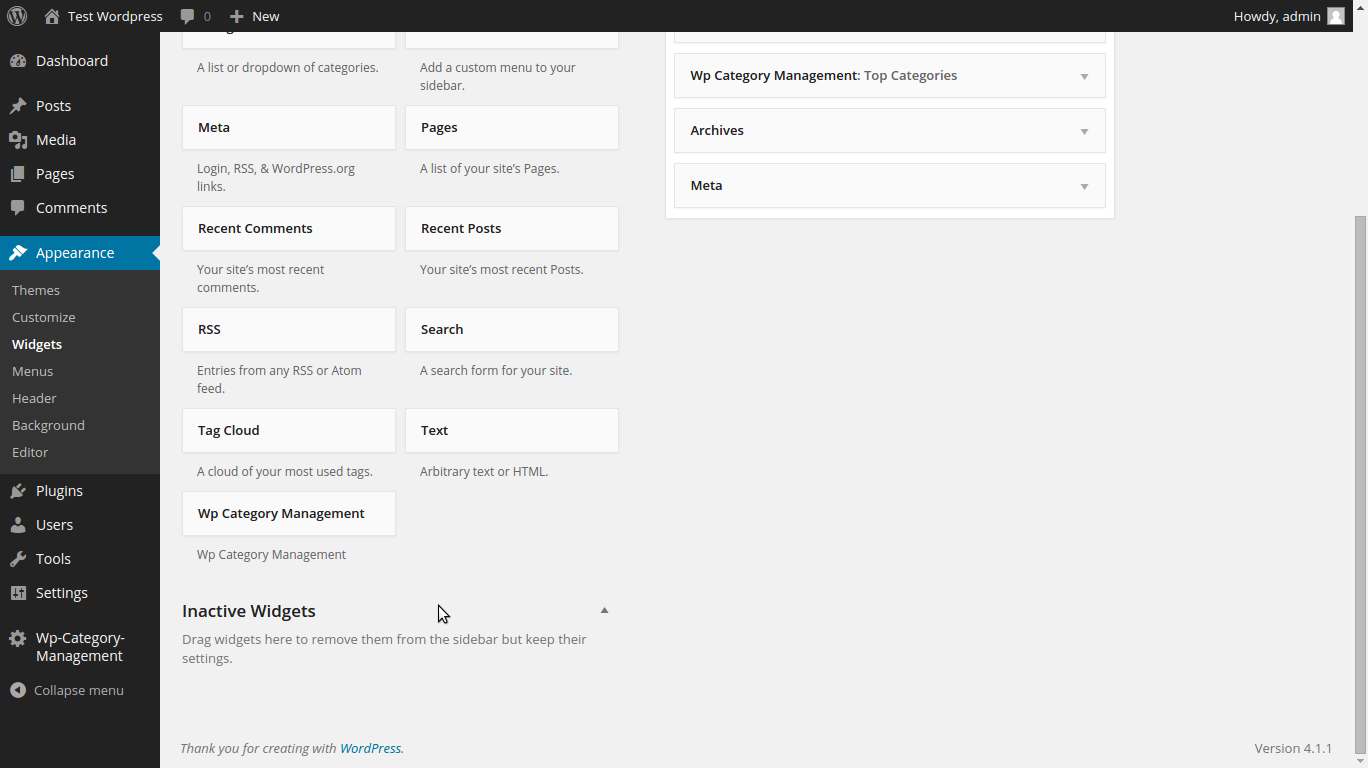 Test Wordpress
0
New
Howdy, admin
Dashboard
Posts
Media
Pages
Comments
Appearance
Themes
Customize
Widgets
Menus
Header
Background
Editor
Plugins
Users
Tools
Settings
Wp-Category-
Management
Collapse menu
A list or dropdown of categories.
Add a custom menu to your
sidebar.
Meta
Login, RSS, & WordPress.org
links.
Pages
A list of your site’s Pages.
Recent Comments
Your site’s most recent
comments.
Recent Posts
Your site’s most recent Posts.
RSS
Entries from any RSS or Atom
feed.
Search
A search form for your site.
Tag Cloud
A cloud of your most used tags.
Text
Arbitrary text or HTML.
Wp Category Management
Wp Category Management
Inactive Widgets
Drag widgets here to remove them from the sidebar but keep their
settings.
Wp Category Management: Top Categories
Archives
Meta
Thank you for creating with WordPress.
Version 4.1.1